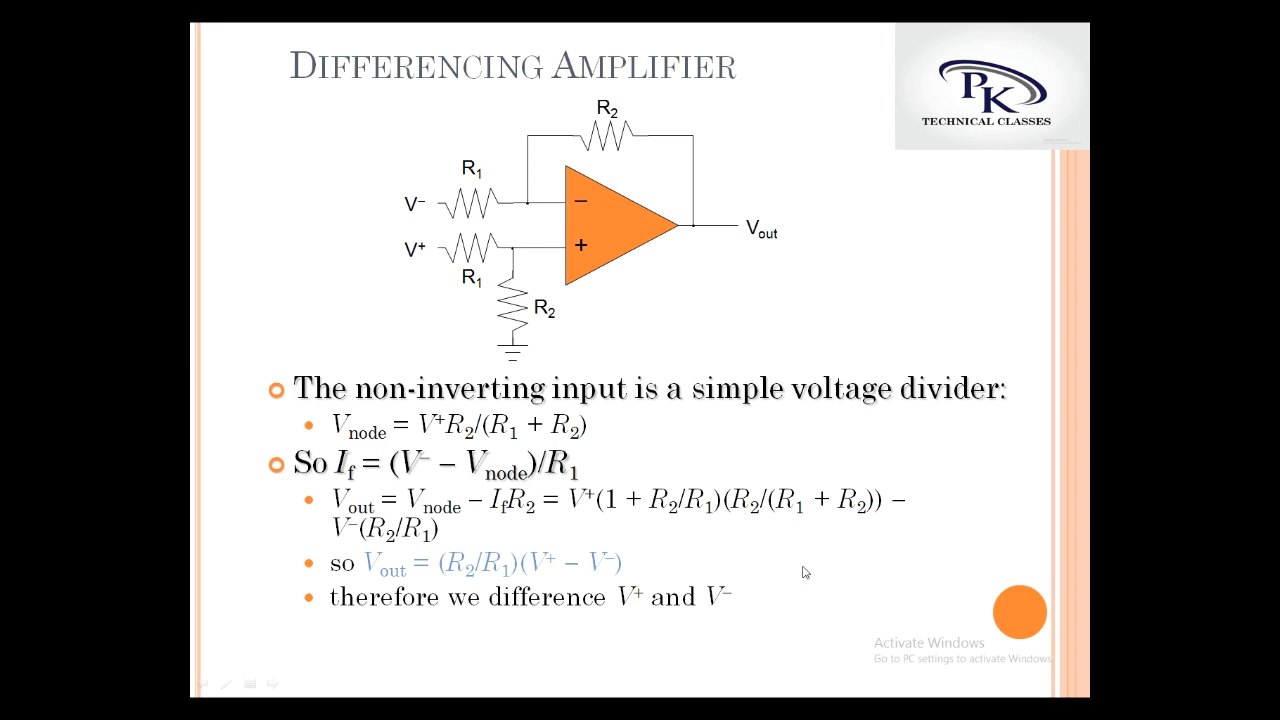 DIFFERENCING AMPLIFIER
PK
TECHNICAL CLASSES
R₂
R₁
V⁻
−
V⁺
+
Vout
R₁
R₂
The non-inverting input is a simple voltage divider:
Vnode = V⁺R₂/(R₁ + R₂)
So If = (V⁻ − Vnode)/R₁
Vout = Vnode − IfR₂ = V⁺(1 + R₂/R₁)(R₂/(R₁ + R₂)) −
V⁻(R₂/R₁)
so Vout = (R₂/R₁)(V⁺ − V⁻)
therefore we difference V⁺ and V⁻
Activate Windows
Go to PC settings to activate Windows.